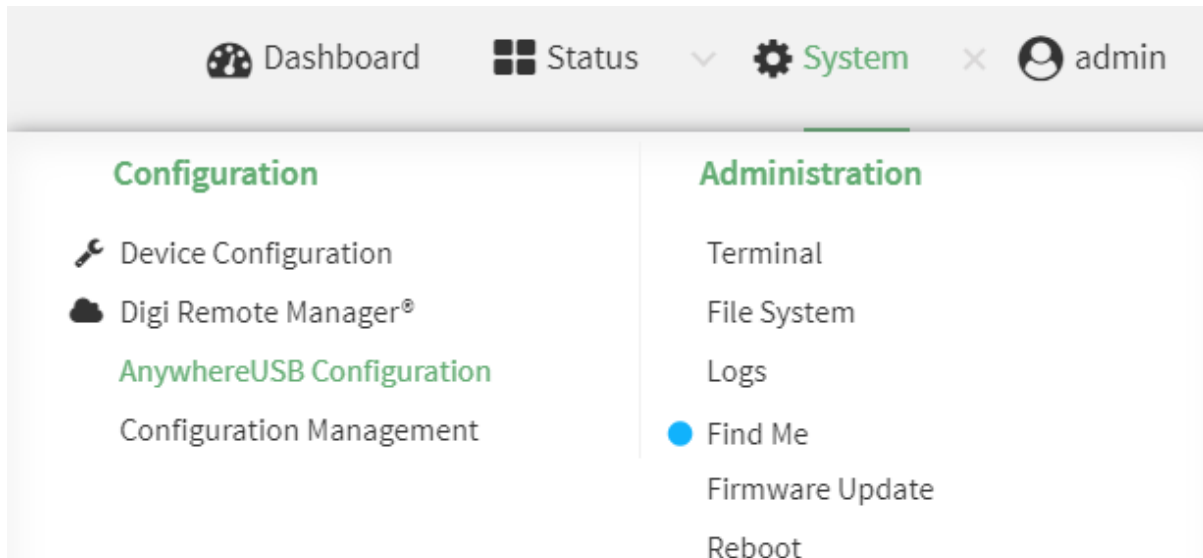 Dashboard Status System admin
Configuration
Device Configuration
Digi Remote Manager®
AnywhereUSB Configuration
Configuration Management
Administration
Terminal
File System
Logs
Find Me
Firmware Update
Reboot